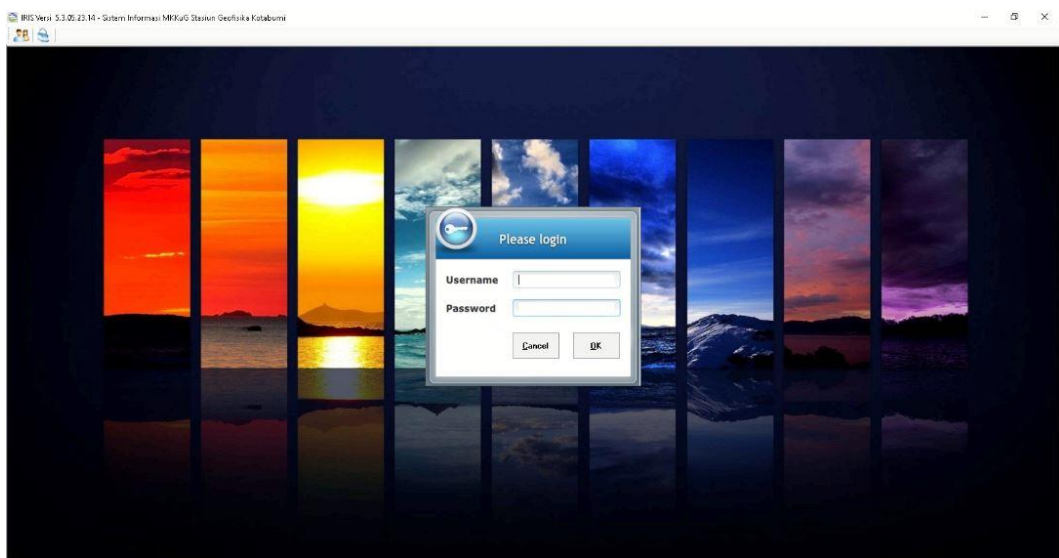 IRIS Versi 5.3.05.23.14 - Sistem Informasi MKKuG Stasiun Geofisika Kotabumi
Please login
Username
Password
Cancel
OK